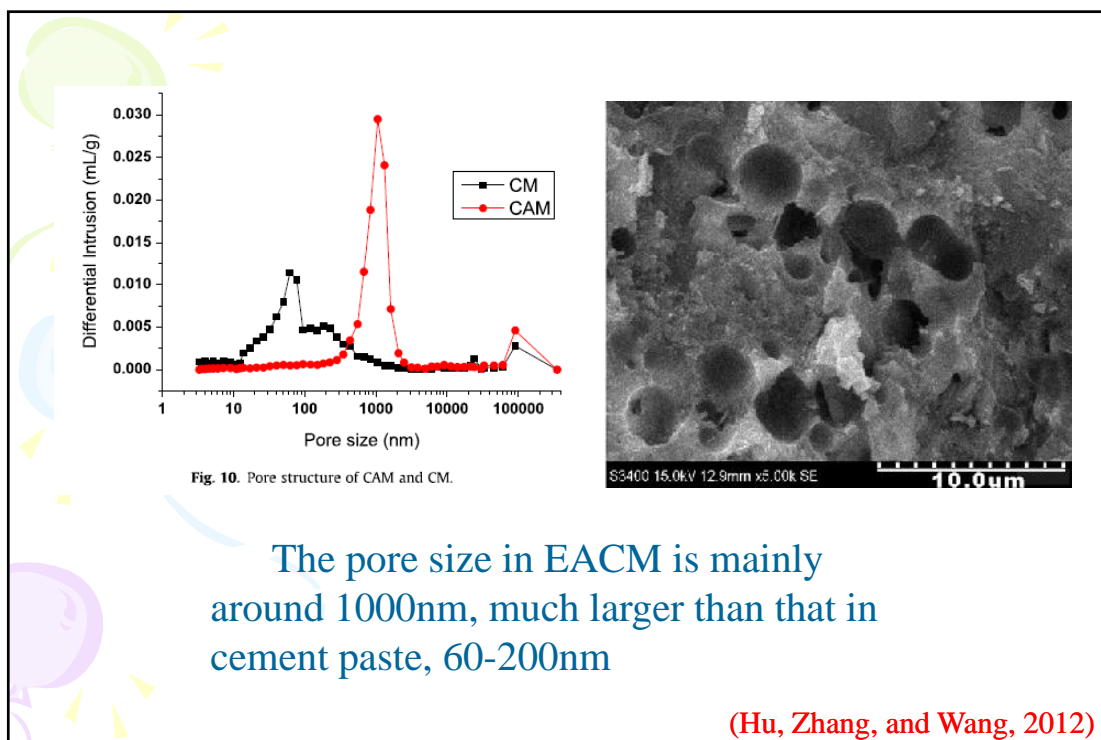 0.030
0.025
0.020
0.015
0.010
0.005
0.000
Differential Intrusion (mL/g)
CM
CAM
1 10 100 1000 10000 100000
Pore size (nm)
Fig. 10. Pore structure of CAM and CM.
S3400 15.0kV 12.9mm x5.00k SE
10.0um
The pore size in EACM is mainly
around 1000nm, much larger than that in
cement paste, 60-200nm
(Hu, Zhang, and Wang, 2012)